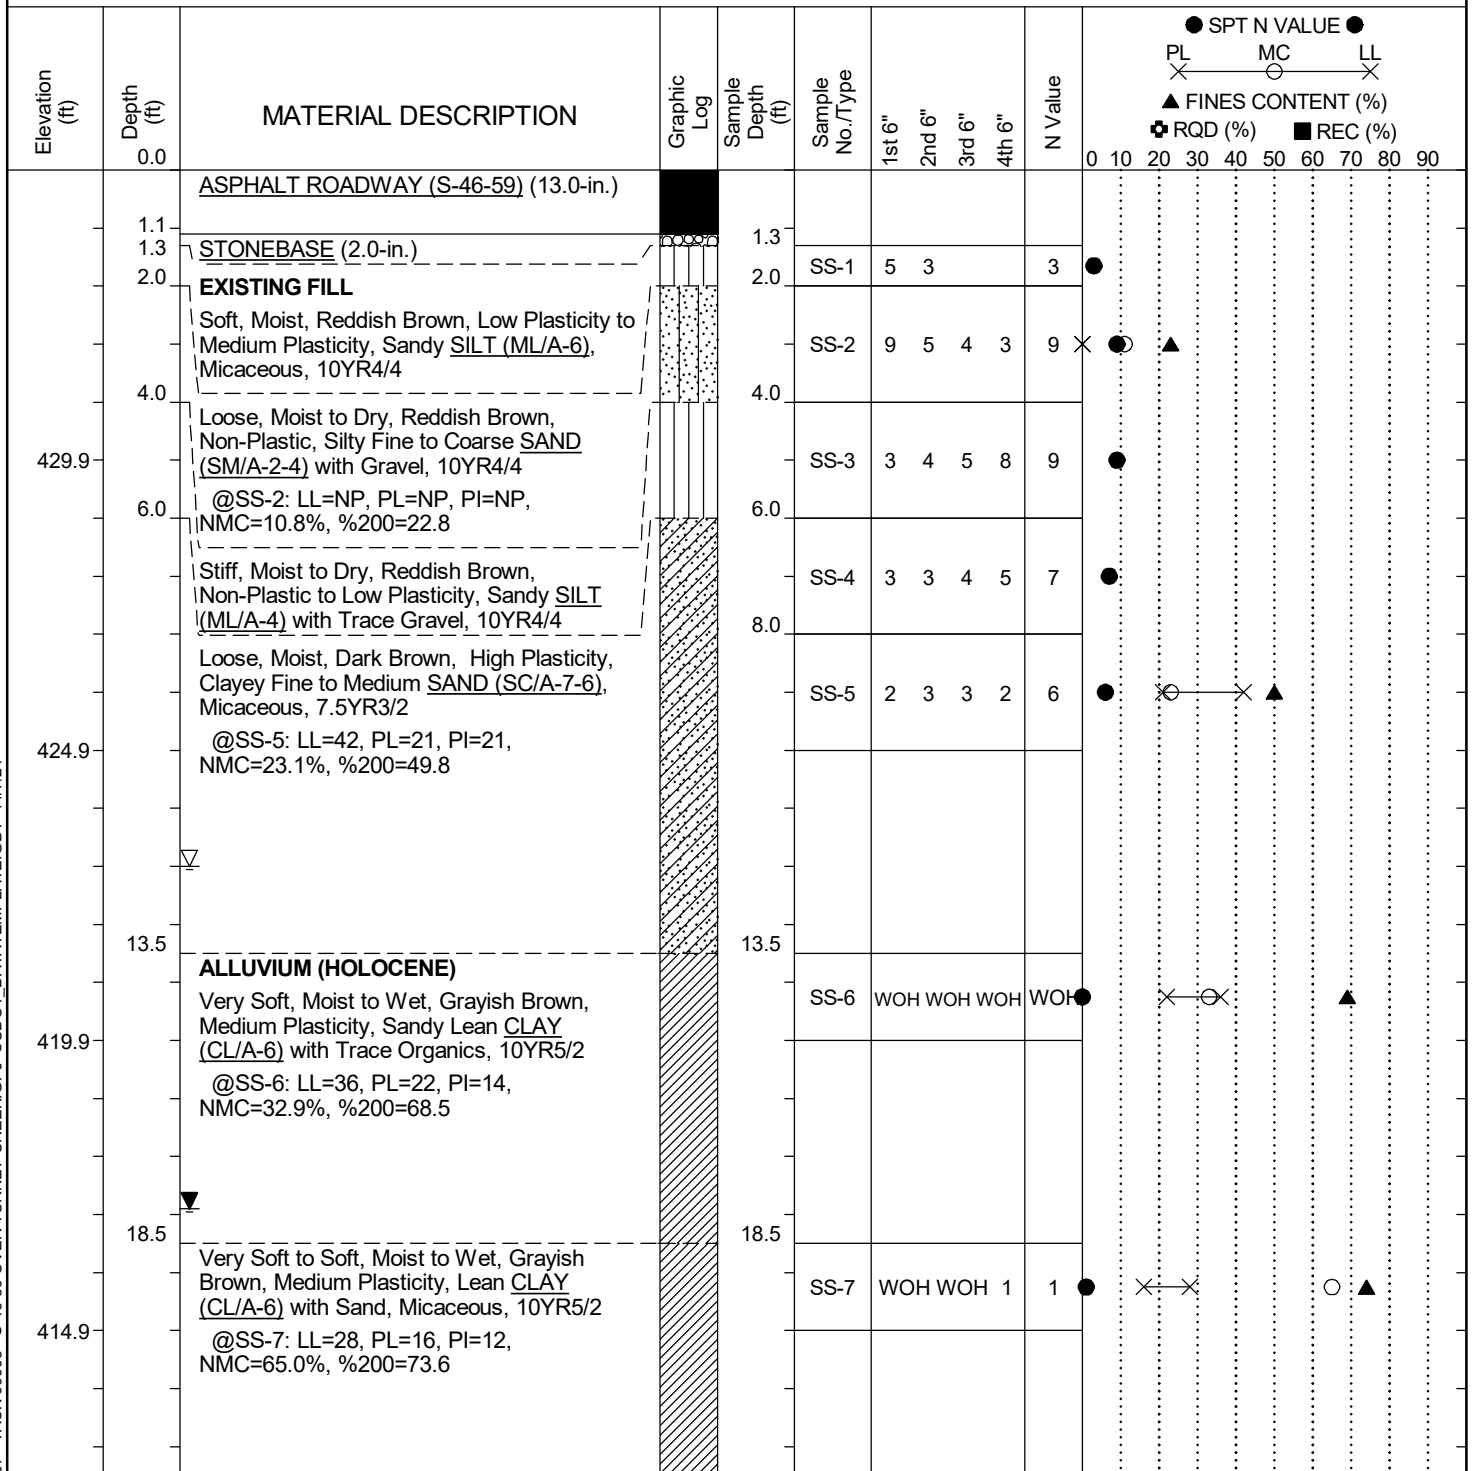 ● SPT N VALUE ●
PL MC LL
▲ FINES CONTENT (%)
RQD (%) ■ REC (%)
0 10 20 30 40 50 60 70 80 90
Elevation (ft)
Depth (ft)
0.0
MATERIAL DESCRIPTION
Graphic Log
Sample Depth (ft)
Sample No./Type
1st 6"
2nd 6"
3rd 6"
4th 6"
N Value
ASPHALT ROADWAY (S-46-59) (13.0-in.)
1.1
1.3
STONEBASE (2.0-in.)
1.3
SS-1 5 3 3
2.0
2.0
EXISTING FILL
Soft, Moist, Reddish Brown, Low Plasticity to
Medium Plasticity, Sandy SILT (ML/A-6),
Micaceous, 10YR4/4
SS-2 9 5 4 3 9
4.0
4.0
Loose, Moist to Dry, Reddish Brown,
Non-Plastic, Silty Fine to Coarse SAND
(SM/A-2-4) with Gravel, 10YR4/4
@SS-2: LL=NP, PL=NP, PI=NP,
NMC=10.8%, %200=22.8
429.9
SS-3 3 4 5 8 9
6.0
6.0
Stiff, Moist to Dry, Reddish Brown,
Non-Plastic to Low Plasticity, Sandy SILT
(ML/A-4) with Trace Gravel, 10YR4/4
SS-4 3 3 4 5 7
8.0
Loose, Moist, Dark Brown, High Plasticity,
Clayey Fine to Medium SAND (SC/A-7-6),
Micaceous, 7.5YR3/2
@SS-5: LL=42, PL=21, PI=21,
NMC=23.1%, %200=49.8
SS-5 2 3 3 2 6
424.9
13.5
13.5
ALLUVIUM (HOLOCENE)
Very Soft, Moist to Wet, Grayish Brown,
Medium Plasticity, Sandy Lean CLAY
(CL/A-6) with Trace Organics, 10YR5/2
@SS-6: LL=36, PL=22, PI=14,
NMC=32.9%, %200=68.5
SS-6 WOH WOH WOH WOH
419.9
18.5
18.5
Very Soft to Soft, Moist to Wet, Grayish
Brown, Medium Plasticity, Lean CLAY
(CL/A-6) with Sand, Micaceous, 10YR5/2
@SS-7: LL=28, PL=16, PI=12,
NMC=65.0%, %200=73.6
SS-7 WOH WOH 1 1
414.9